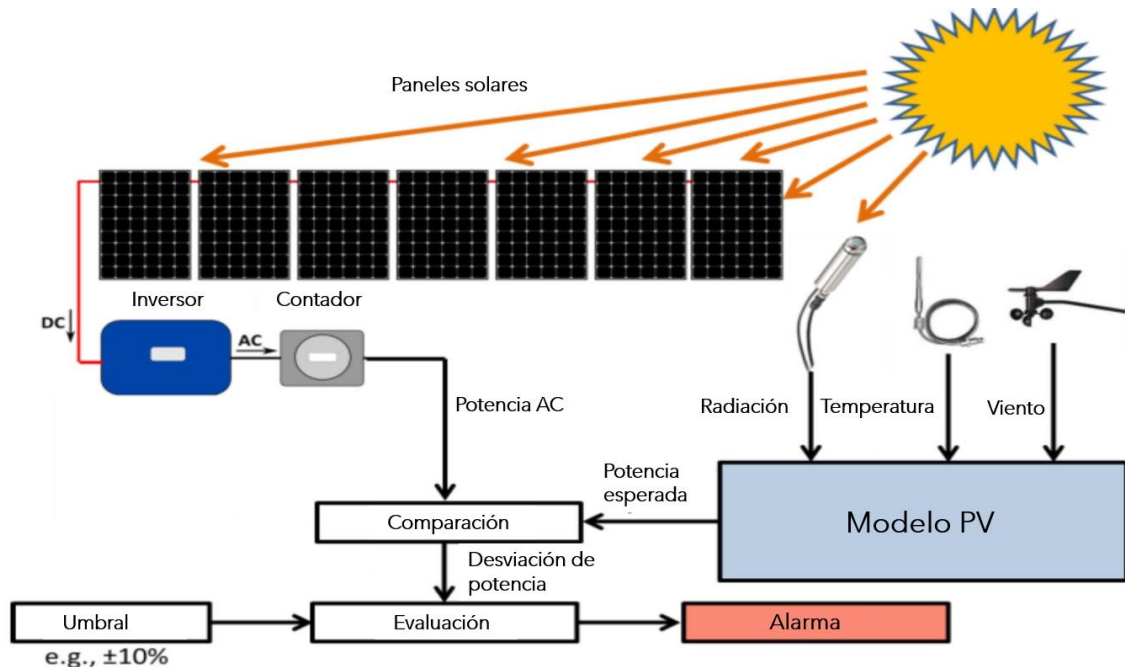 Paneles solares
Inversor
Contador
DC
AC
Potencia AC
Radiación
Temperatura
Viento
Potencia
esperada
Modelo PV
Comparación
Desviación de
potencia
Umbral
Evaluación
Alarma
e.g., ±10%